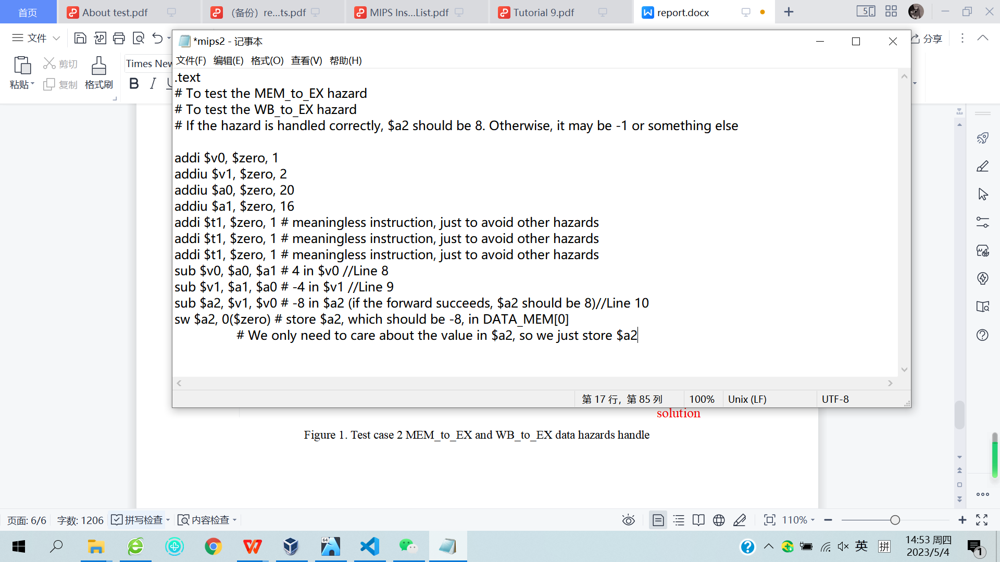 首页
About test.pdf
（备份）re...ts.pdf
MIPS Ins...List.pdf
Tutorial 9.pdf
report.docx
文件
分享
粘贴
剪切
复制
格式刷
Times New
B I U
*mips2 - 记事本
文件(F) 编辑(E) 格式(O) 查看(V) 帮助(H)
.text
# To test the MEM_to_EX hazard
# To test the WB_to_EX hazard
# If the hazard is handled correctly, $a2 should be 8. Otherwise, it may be -1 or something else
addi $v0, $zero, 1
addiu $v1, $zero, 2
addiu $a0, $zero, 20
addiu $a1, $zero, 16
addi $t1, $zero, 1 # meaningless instruction, just to avoid other hazards
addi $t1, $zero, 1 # meaningless instruction, just to avoid other hazards
addi $t1, $zero, 1 # meaningless instruction, just to avoid other hazards
sub $v0, $a0, $a1 # 4 in $v0 //Line 8
sub $v1, $a1, $a0 # -4 in $v1 //Line 9
sub $a2, $v1, $v0 # -8 in $a2 (if the forward succeeds, $a2 should be 8)//Line 10
sw $a2, 0($zero) # store $a2, which should be -8, in DATA_MEM[0]
# We only need to care about the value in $a2, so we just store $a2
第 17 行，第 85 列
100%
Unix (LF)
UTF-8
solution
Figure 1. Test case 2 MEM_to_EX and WB_to_EX data hazards handle
页面: 6/6
字数: 1206
拼写检查
内容检查
110%
64
英
拼
14:53 周四
2023/5/4
1